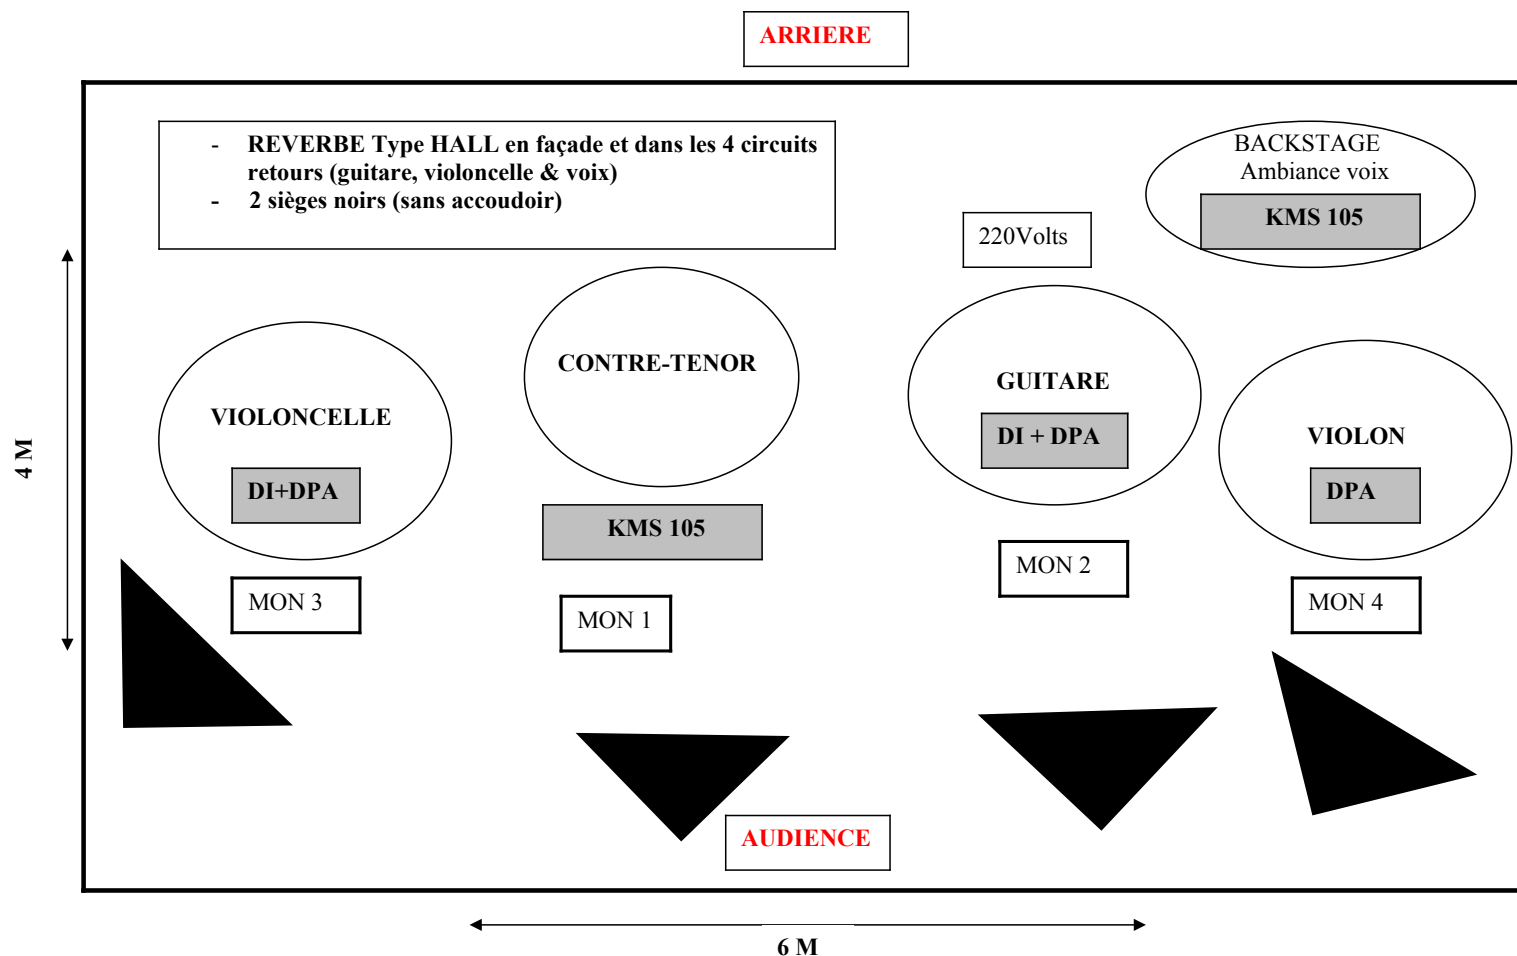 ARRIERE
- REVERBE Type HALL en façade et dans les 4 circuits
retours (guitare, violoncelle & voix)
- 2 sièges noirs (sans accoudoir)
BACKSTAGE
Ambiance voix
KMS 105
220Volts
CONTRE-TENOR
GUITARE
VIOLONCELLE
VIOLON
DI + DPA
DI+DPA
DPA
KMS 105
MON 2
MON 3
MON 1
MON 4
4 M
AUDIENCE
6 M